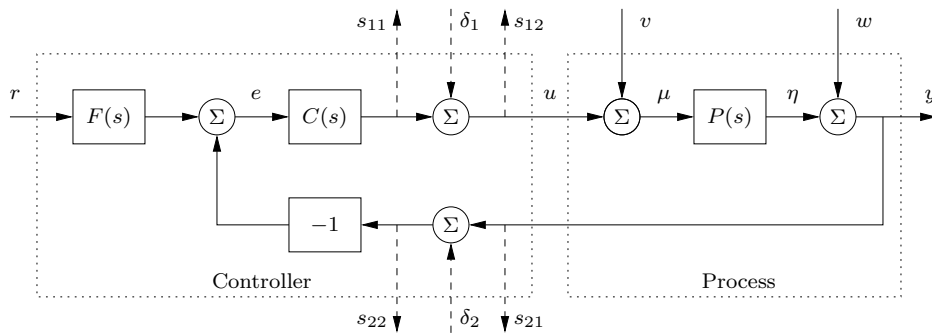 s₁₁ δ₁ s₁₂ v w
r F(s) Σ e C(s) Σ u Σ μ P(s) η Σ y
−1 Σ
Controller Process
s₂₂ δ₂ s₂₁